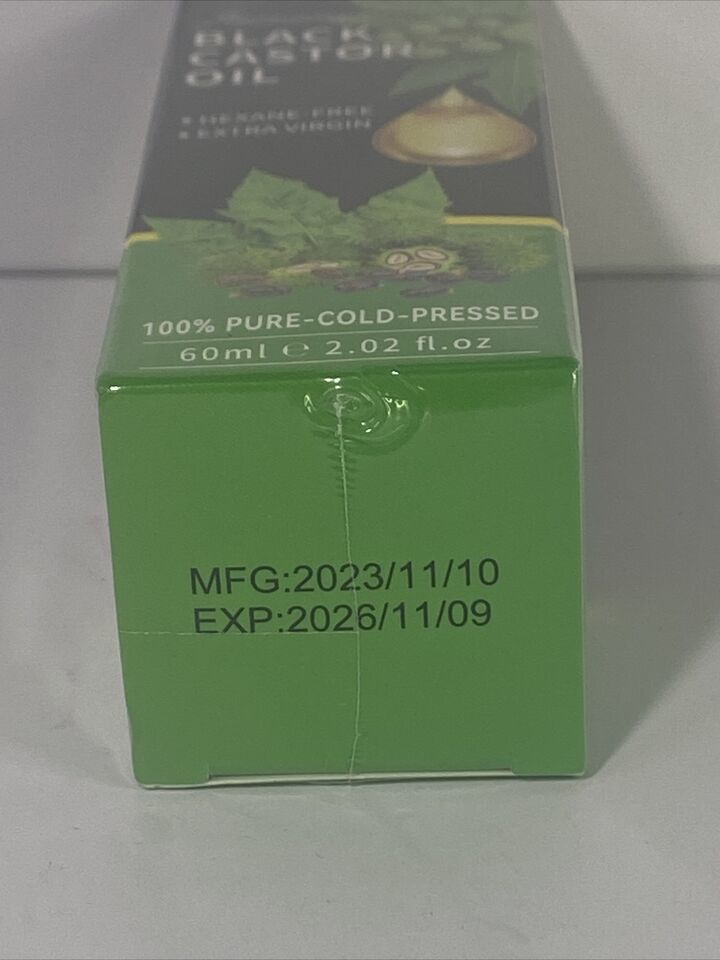 BLACK
CASTOR
OIL
HEXANE-FREE
EXTRA VIRGIN
100% PURE-COLD-PRESSED
60ml ℮ 2.02 fl.oz
MFG:2023/11/10
EXP:2026/11/09